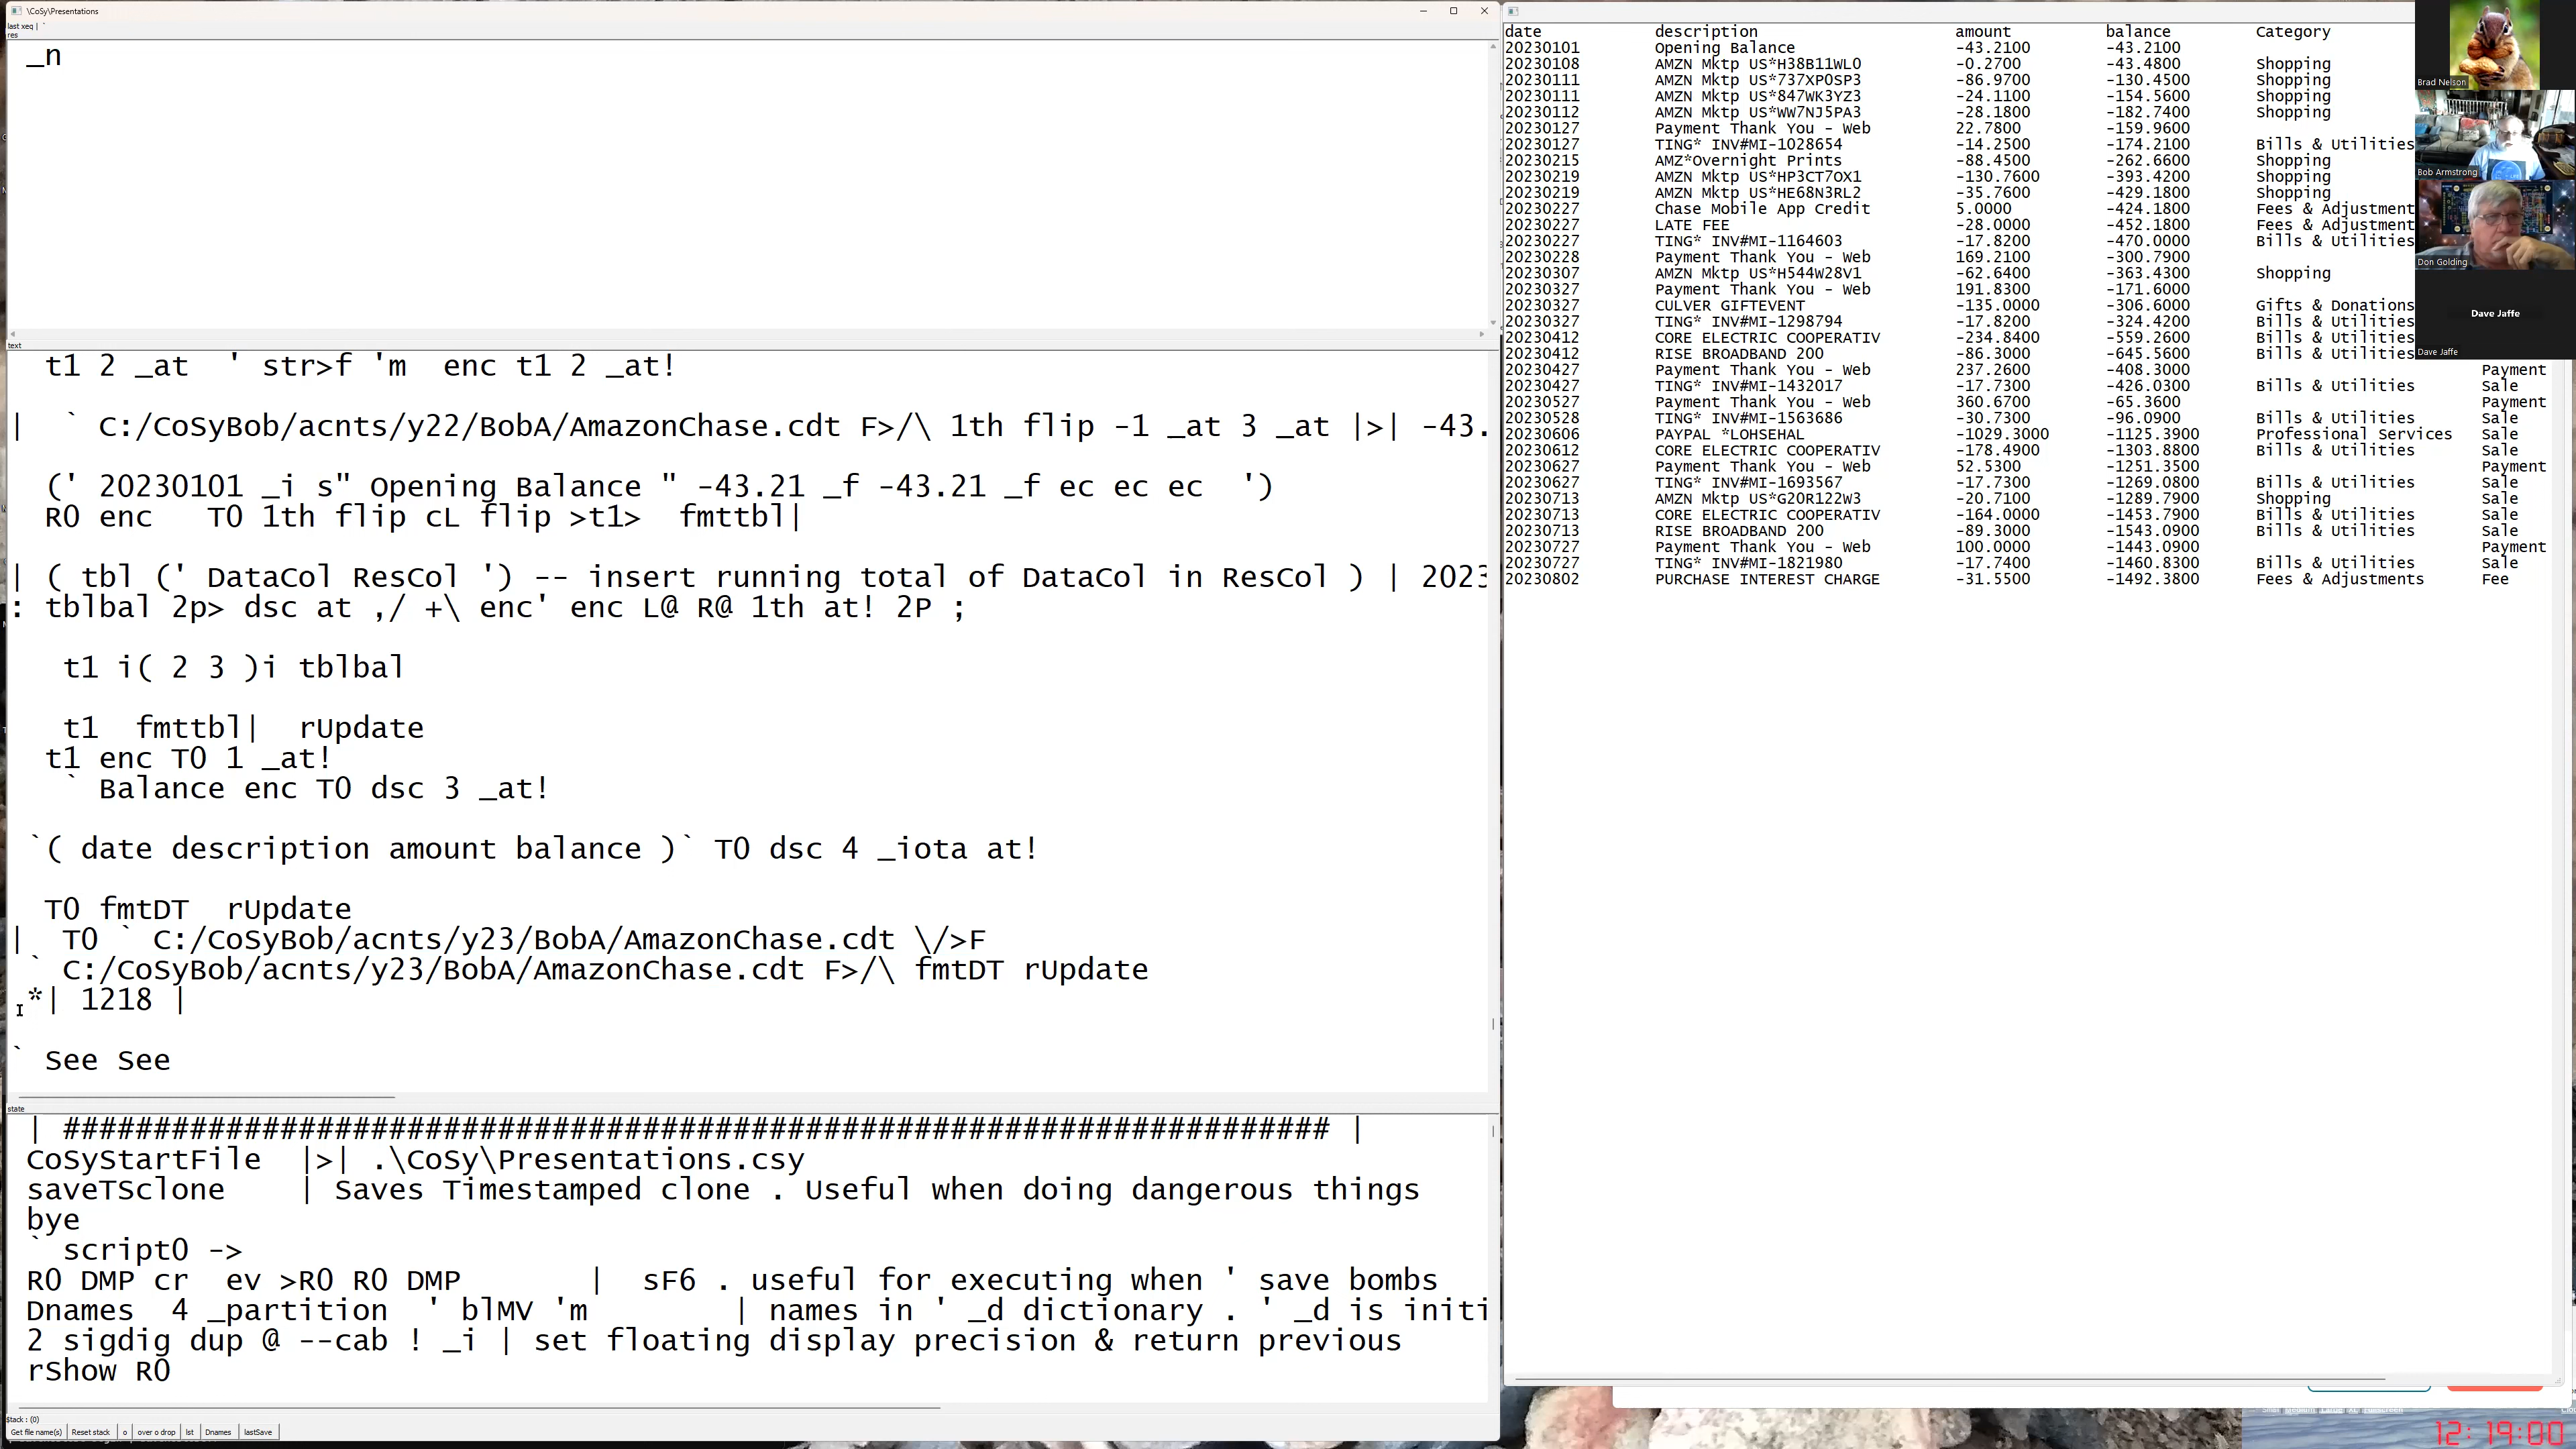 \CoSy\Presentations
last xeq | `
res
_n
text
t1 2 _at ' str>f 'm enc t1 2 _at!
| ` C:/CoSyBob/acnts/y22/BobA/AmazonChase.cdt F>/\ 1th flip -1 _at 3 _at |>| -43.
(' 20230101 _i s" Opening Balance " -43.21 _f -43.21 _f ec ec ec ')
R0 enc T0 1th flip cL flip >t1> fmttbl|
| ( tbl (' DataCol ResCol ') -- insert running total of DataCol in ResCol ) | 2023
: tblbal 2p> dsc at ,/ +\ enc' enc L@ R@ 1th at! 2P ;
t1 i( 2 3 )i tblbal
t1 fmttbl| rUpdate
t1 enc T0 1 _at!
` Balance enc T0 dsc 3 _at!
`( date description amount balance )` T0 dsc 4 _iota at!
T0 fmtDT rUpdate
| T0 ` C:/CoSyBob/acnts/y23/BobA/AmazonChase.cdt \/>F
` C:/CoSyBob/acnts/y23/BobA/AmazonChase.cdt F>/\ fmtDT rUpdate
*| 1218 |
` See See
state
| ###################################################################### |
CoSyStartFile |>| .\CoSy\Presentations.csy
saveTSclone | Saves Timestamped clone . Useful when doing dangerous things
bye
` script0 ->
R0 DMP cr ev >R0 R0 DMP | sF6 . useful for executing when ' save bombs
Dnames 4 _partition ' blMV 'm | names in ' _d dictionary . ' _d is initi
2 sigdig dup @ --cab ! _i | set floating display precision & return previous
rShow R0
Stack : (0)
Get file name(s) Reset stack o over o drop lst Dnames lastSave
date description amount balance Category
20230101 Opening Balance -43.2100 -43.2100
20230108 AMZN Mktp US*H38B11WL0 -0.2700 -43.4800 Shopping
20230111 AMZN Mktp US*737XP0SP3 -86.9700 -130.4500 Shopping
20230111 AMZN Mktp US*847WK3YZ3 -24.1100 -154.5600 Shopping
20230112 AMZN Mktp US*WW7NJ5PA3 -28.1800 -182.7400 Shopping
20230127 Payment Thank You - Web 22.7800 -159.9600
20230127 TING* INV#MI-1028654 -14.2500 -174.2100 Bills & Utilities
20230215 AMZ*Overnight Prints -88.4500 -262.6600 Shopping
20230219 AMZN Mktp US*HP3CT7OX1 -130.7600 -393.4200 Shopping
20230219 AMZN Mktp US*HE68N3RL2 -35.7600 -429.1800 Shopping
20230227 Chase Mobile App Credit 5.0000 -424.1800 Fees & Adjustment
20230227 LATE FEE -28.0000 -452.1800 Fees & Adjustment
20230227 TING* INV#MI-1164603 -17.8200 -470.0000 Bills & Utilities
20230228 Payment Thank You - Web 169.2100 -300.7900
20230307 AMZN Mktp US*H544W28V1 -62.6400 -363.4300 Shopping
20230327 Payment Thank You - Web 191.8300 -171.6000
20230327 CULVER GIFTEVENT -135.0000 -306.6000 Gifts & Donations
20230327 TING* INV#MI-1298794 -17.8200 -324.4200 Bills & Utilities
20230412 CORE ELECTRIC COOPERATIV -234.8400 -559.2600 Bills & Utilities
20230412 RISE BROADBAND 200 -86.3000 -645.5600 Bills & Utilities
20230427 Payment Thank You - Web 237.2600 -408.3000 Payment
20230427 TING* INV#MI-1432017 -17.7300 -426.0300 Bills & Utilities Sale
20230527 Payment Thank You - Web 360.6700 -65.3600 Payment
20230528 TING* INV#MI-1563686 -30.7300 -96.0900 Bills & Utilities Sale
20230606 PAYPAL *LOHSEHAL -1029.3000 -1125.3900 Professional Services Sale
20230612 CORE ELECTRIC COOPERATIV -178.4900 -1303.8800 Bills & Utilities Sale
20230627 Payment Thank You - Web 52.5300 -1251.3500 Payment
20230627 TING* INV#MI-1693567 -17.7300 -1269.0800 Bills & Utilities Sale
20230713 AMZN Mktp US*G20R122W3 -20.7100 -1289.7900 Shopping Sale
20230713 CORE ELECTRIC COOPERATIV -164.0000 -1453.7900 Bills & Utilities Sale
20230713 RISE BROADBAND 200 -89.3000 -1543.0900 Bills & Utilities Sale
20230727 Payment Thank You - Web 100.0000 -1443.0900 Payment
20230727 TING* INV#MI-1821980 -17.7400 -1460.8300 Bills & Utilities Sale
20230802 PURCHASE INTEREST CHARGE -31.5500 -1492.3800 Fees & Adjustments Fee
Brad Nelson
Bob Armstrong
Don Golding
Dave Jaffe
Dave Jaffe
12:19:00